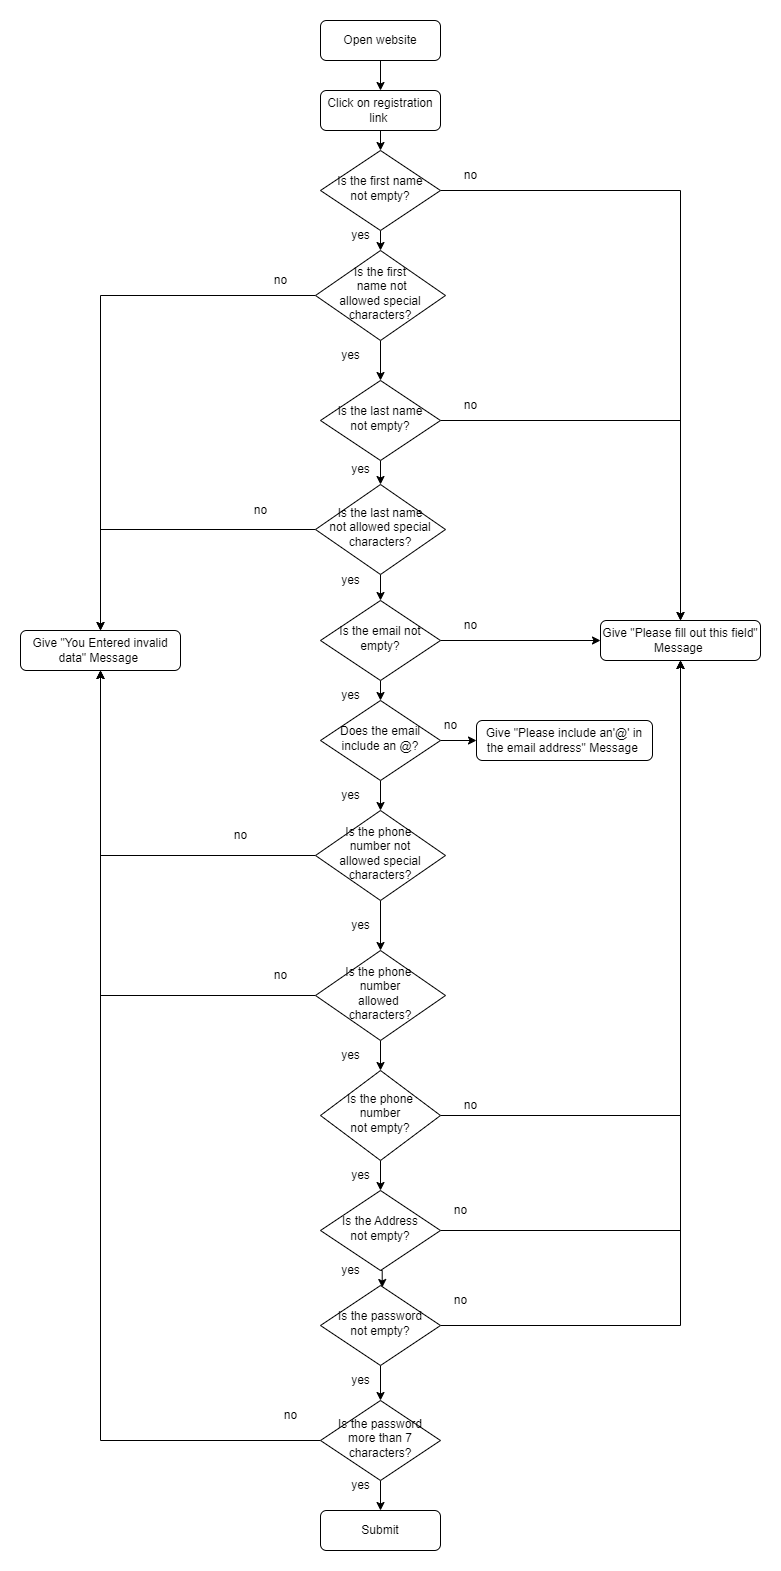 Open website
Click on registration
link
Is the first name
not empty?
no
yes
Is the first
name not
allowed special
characters?
no
yes
Is the last name
not empty?
no
yes
Is the last name
not allowed special
characters?
no
yes
Is the email not
empty?
no
Give "Please fill out this field"
Message
Give "You Entered invalid
data" Message
yes
Does the email
include an @?
no
Give "Please include an'@' in
the email address" Message
yes
Is the phone
number not
allowed special
characters?
no
yes
Is the phone
number
allowed
characters?
no
yes
Is the phone
number
not empty?
no
yes
Is the Address
not empty?
no
yes
Is the password
not empty?
no
yes
Is the password
more than 7
characters?
no
yes
Submit